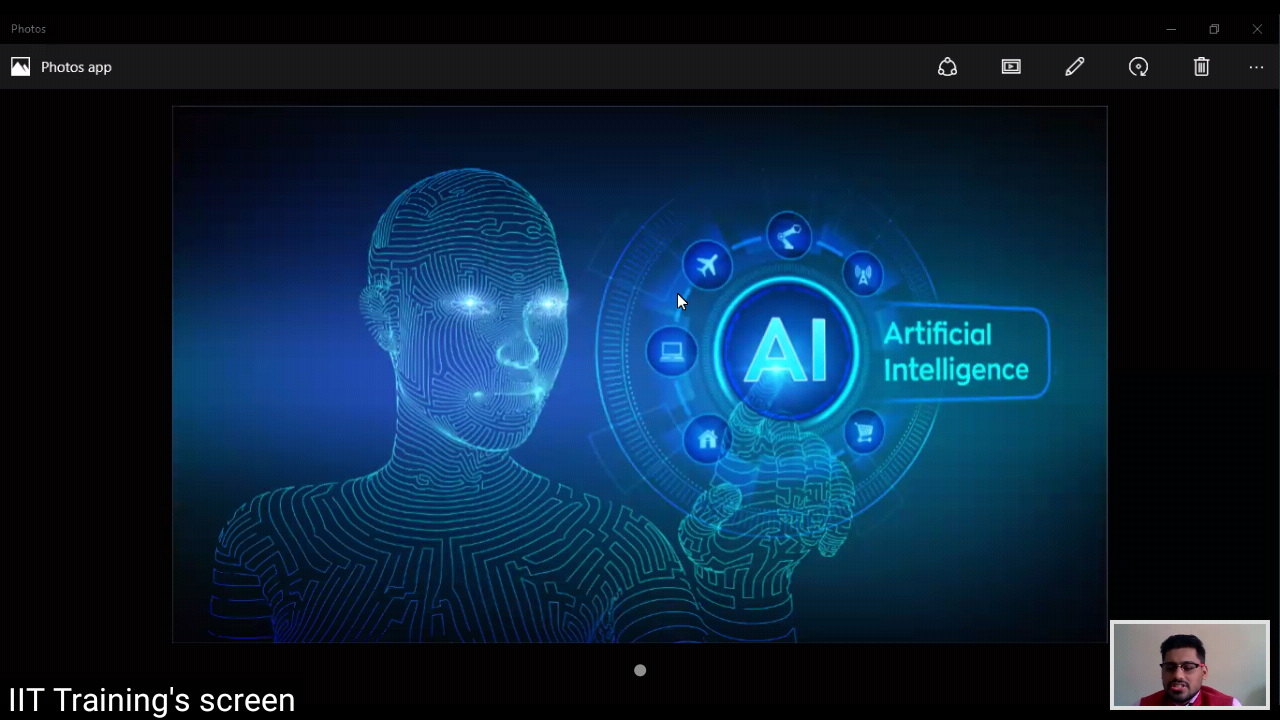 Photos
Photos app
AI
Artificial
Intelligence
IIT Training's screen